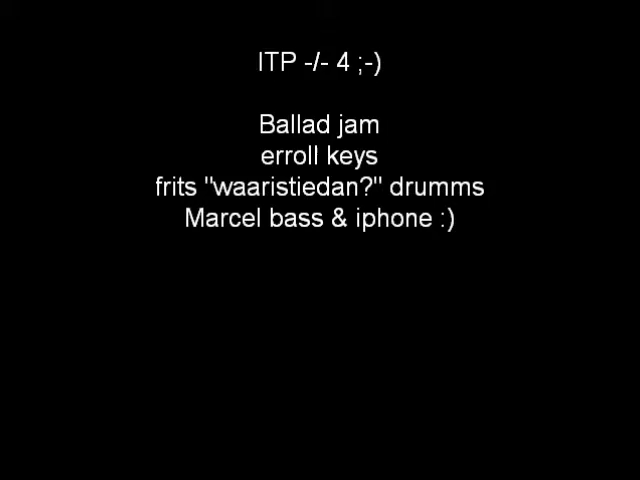 ITP -/- 4 ;-)
Ballad jam
erroll keys
frits "waaristiedan?" drumms
Marcel bass & iphone :)